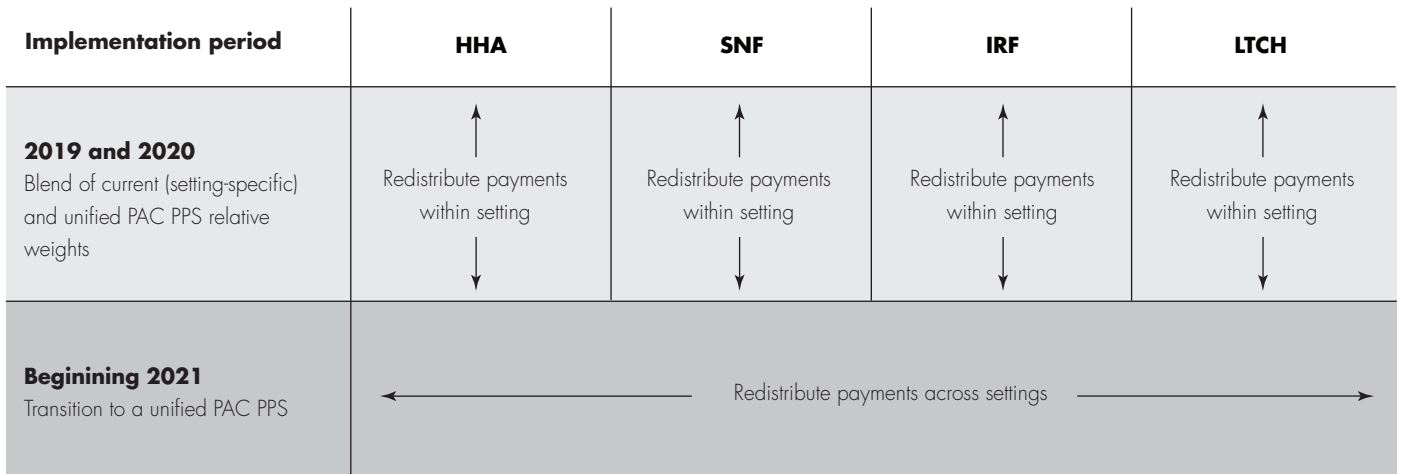 Implementation period
HHA
SNF
IRF
LTCH
2019 and 2020
Blend of current (setting-specific)
and unified PAC PPS relative
weights
Redistribute payments
within setting
Redistribute payments
within setting
Redistribute payments
within setting
Redistribute payments
within setting
Beginining 2021
Transition to a unified PAC PPS
Redistribute payments across settings